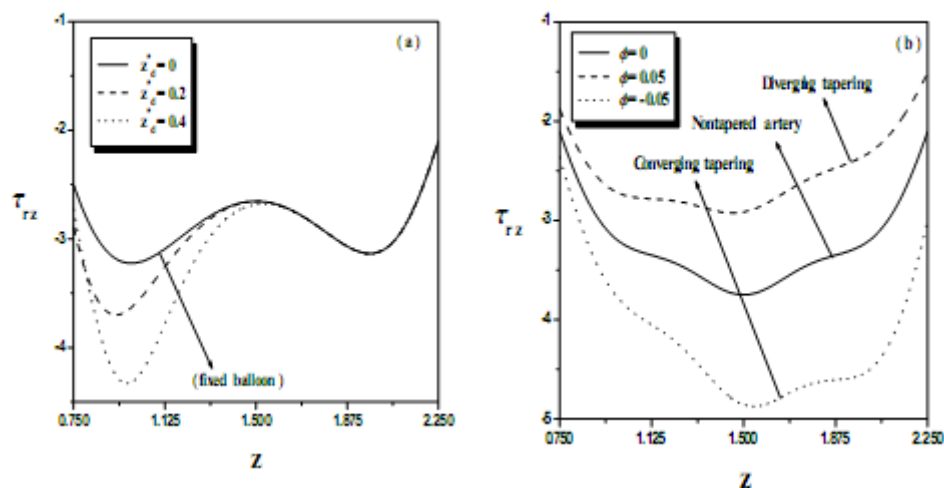 -1
(a)
z*d = 0
z*d = 0.2
z*d = 0.4
-2
τrz
-3
-4
(fixed balloon)
0.750 1.125 1.500 1.875 2.250
z
-1
(b)
ϕ= 0
ϕ= 0.05
ϕ= -0.05
Diverging tapering
-2
Nontapered artery
Converging tapering
τrz
-3
-4
-5
0.750 1.125 1.500 1.875 2.250
z